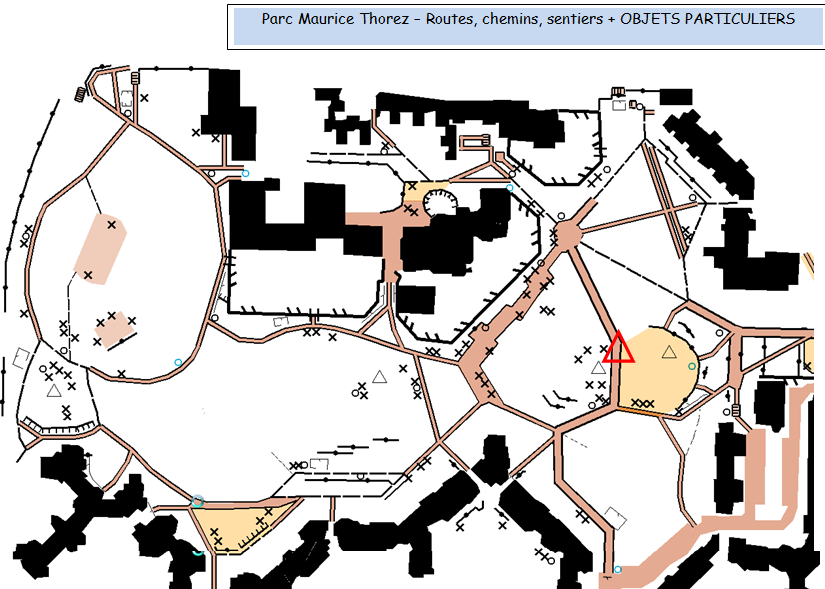 Parc Maurice Thorez – Routes, chemins, sentiers + OBJETS PARTICULIERS